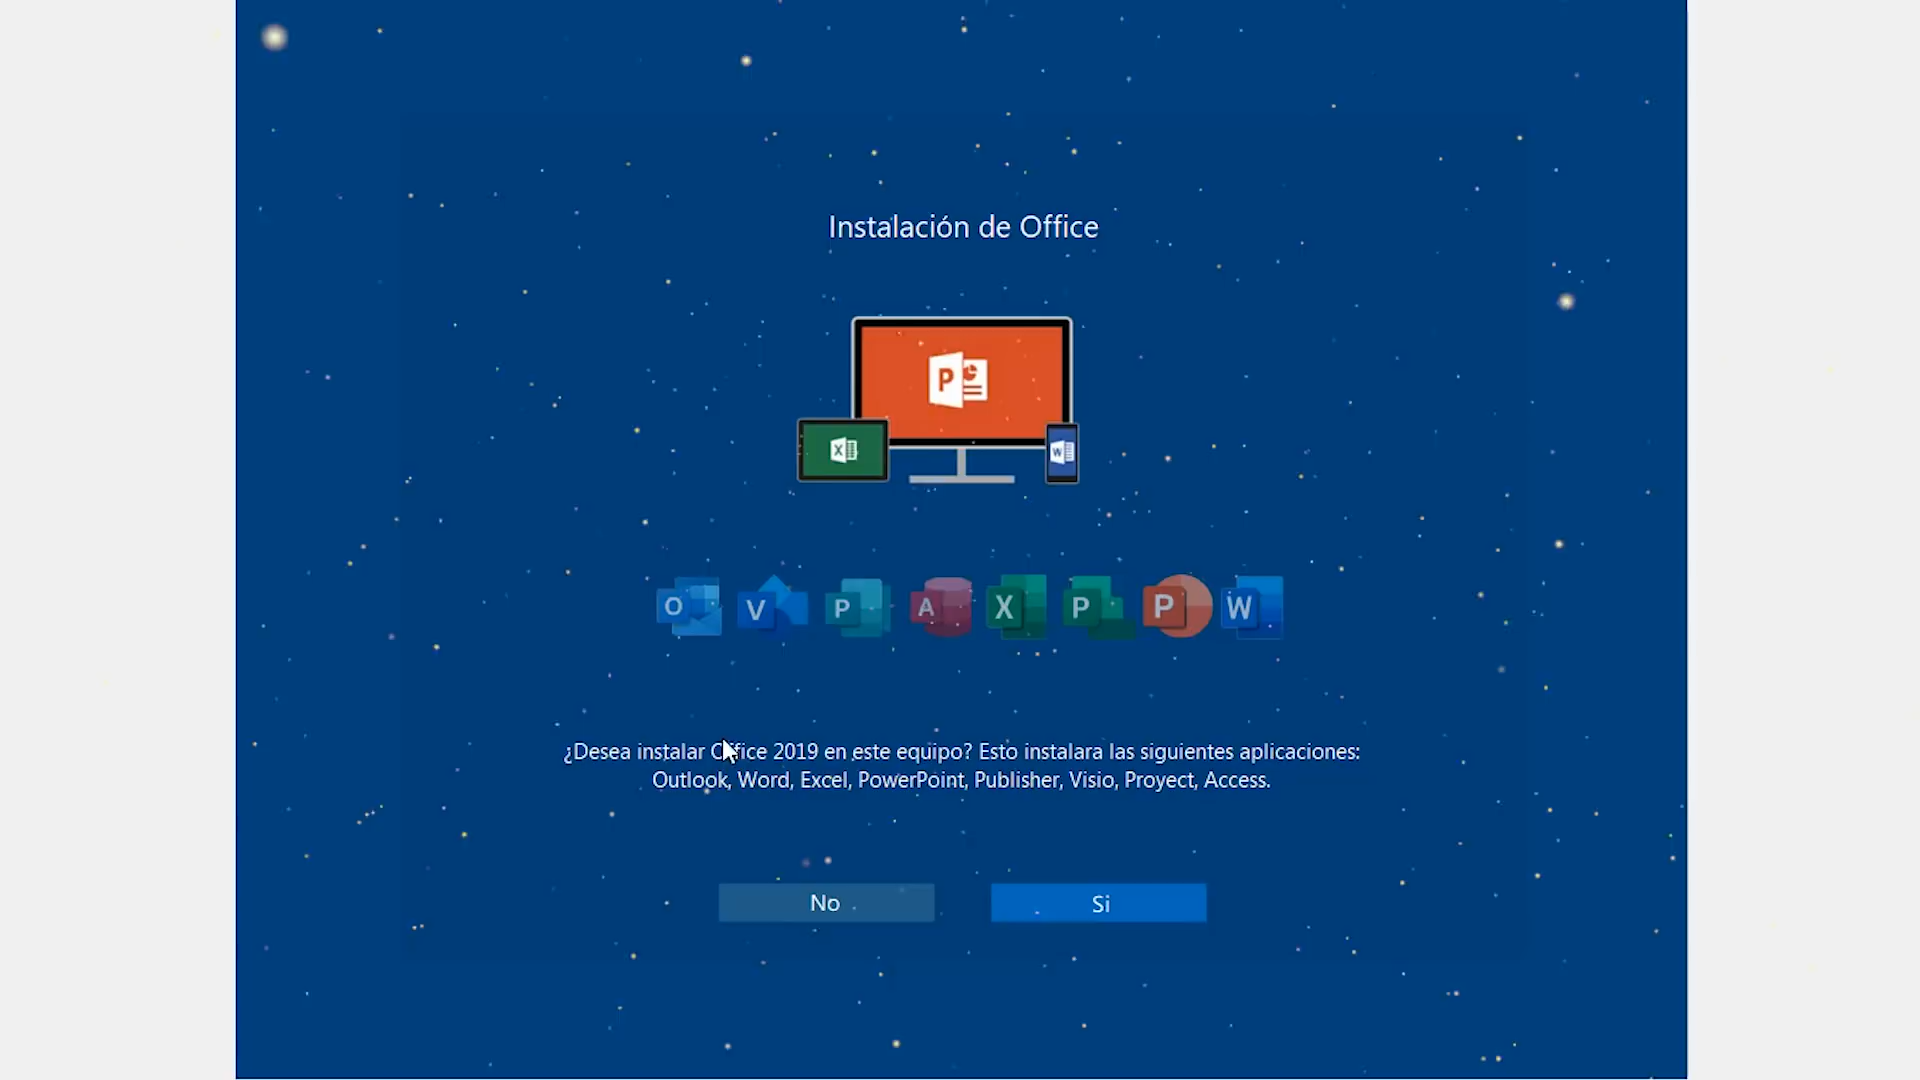 Instalación de Office
P
X
W
O
V
P
A
X
P
P
W
¿Desea instalar Office 2019 en este equipo? Esto instalara las siguientes aplicaciones:
Outlook, Word, Excel, PowerPoint, Publisher, Visio, Proyect, Access.
No
Si